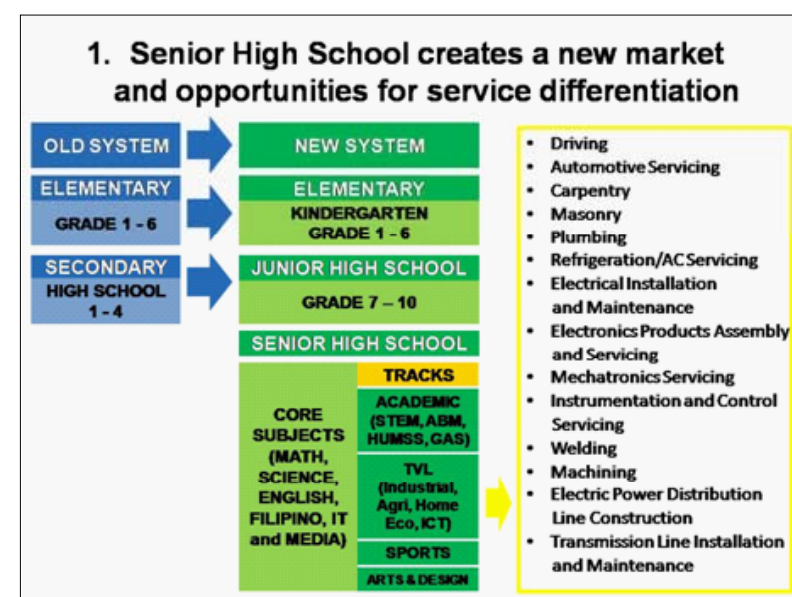 1. Senior High School creates a new market
and opportunities for service differentiation
OLD SYSTEM
NEW SYSTEM
ELEMENTARY
GRADE 1 - 6
ELEMENTARY
KINDERGARTEN
GRADE 1 - 6
SECONDARY
HIGH SCHOOL
1 - 4
JUNIOR HIGH SCHOOL
GRADE 7 – 10
SENIOR HIGH SCHOOL
CORE
SUBJECTS
(MATH,
SCIENCE,
ENGLISH,
FILIPINO, IT
and MEDIA)
TRACKS
ACADEMIC
(STEM, ABM,
HUMSS, GAS)
TVL
(Industrial,
Agri, Home
Eco, ICT)
SPORTS
ARTS & DESIGN
• Driving
• Automotive Servicing
• Carpentry
• Masonry
• Plumbing
• Refrigeration/AC Servicing
• Electrical Installation
and Maintenance
• Electronics Products Assembly
and Servicing
• Mechatronics Servicing
• Instrumentation and Control
Servicing
• Welding
• Machining
• Electric Power Distribution
Line Construction
• Transmission Line Installation
and Maintenance